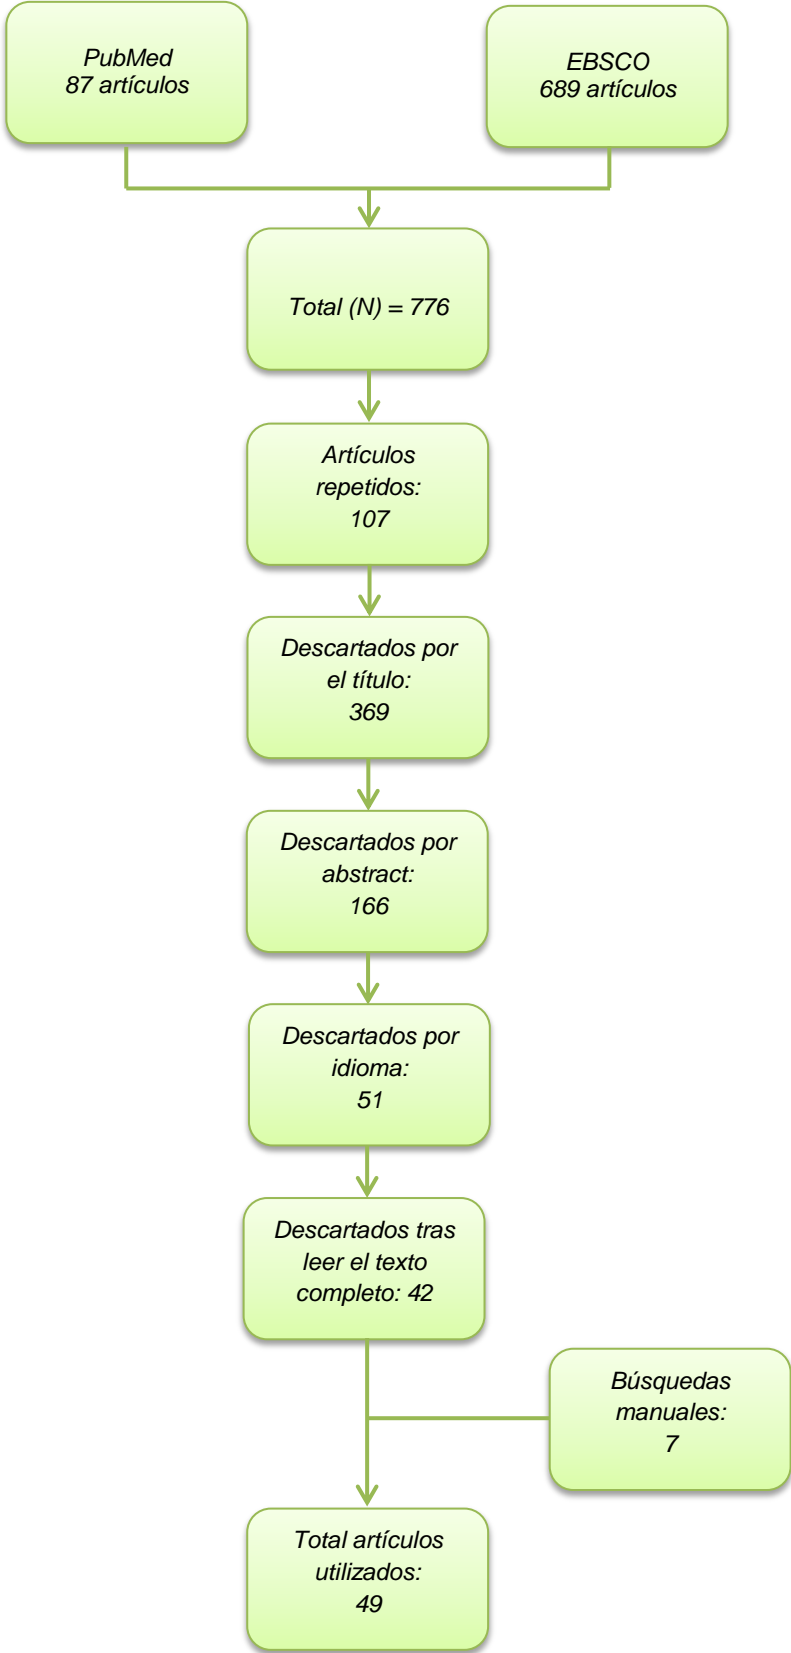 PubMed
87 artículos
EBSCO
689 artículos
Total (N) = 776
Artículos
repetidos:
107
Descartados por
el título:
369
Descartados por
abstract:
166
Descartados por
idioma:
51
Descartados tras
leer el texto
completo: 42
Búsquedas
manuales:
7
Total artículos
utilizados:
49